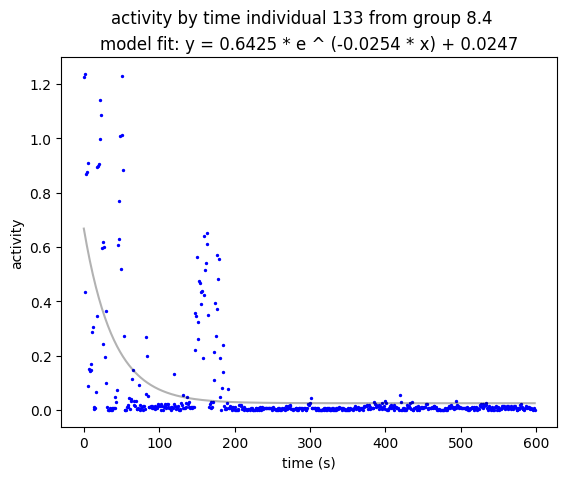 activity by time individual 133 from group 8.4
model fit: y = 0.6425 * e ^ (-0.0254 * x) + 0.0247
1.2
1.0
0.8
0.6
0.4
0.2
0.0
activity
0 100 200 300 400 500 600
time (s)